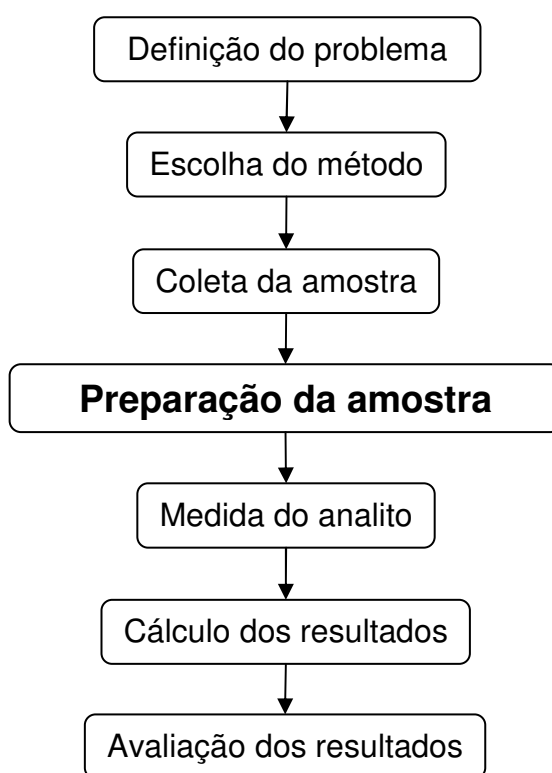 Definição do problema
Escolha do método
Coleta da amostra
Preparação da amostra
Medida do analito
Cálculo dos resultados
Avaliação dos resultados